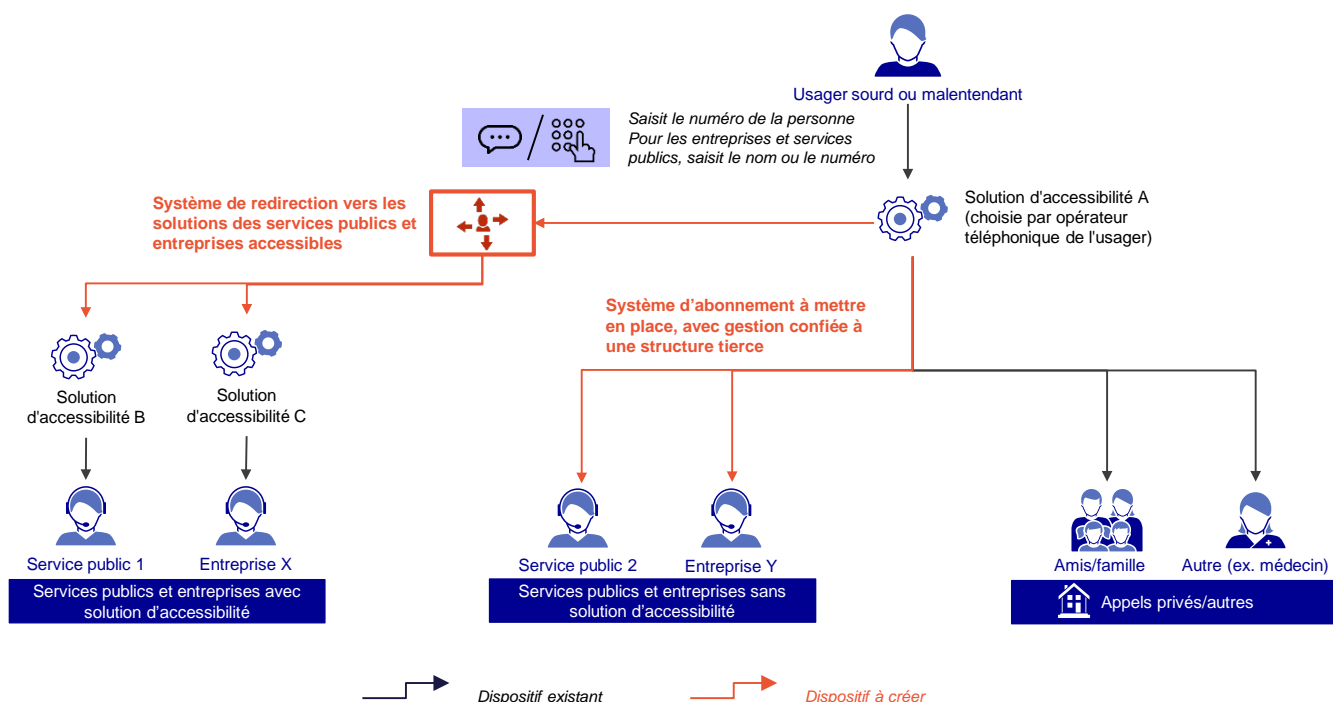 Usager sourd ou malentendant
Saisit le numéro de la personne
Pour les entreprises et services
publics, saisit le nom ou le numéro
Système de redirection vers les
solutions des services publics et
entreprises accessibles
Solution d'accessibilité A
(choisie par opérateur
téléphonique de l'usager)
Système d’abonnement à mettre
en place, avec gestion confiée à
une structure tierce
Solution
d'accessibilité B
Solution
d'accessibilité C
Service public 1
Entreprise X
Services publics et entreprises avec
solution d’accessibilité
Service public 2
Entreprise Y
Services publics et entreprises sans
solution d’accessibilité
Amis/famille
Autre (ex. médecin)
Appels privés/autres
Dispositif existant
Dispositif à créer